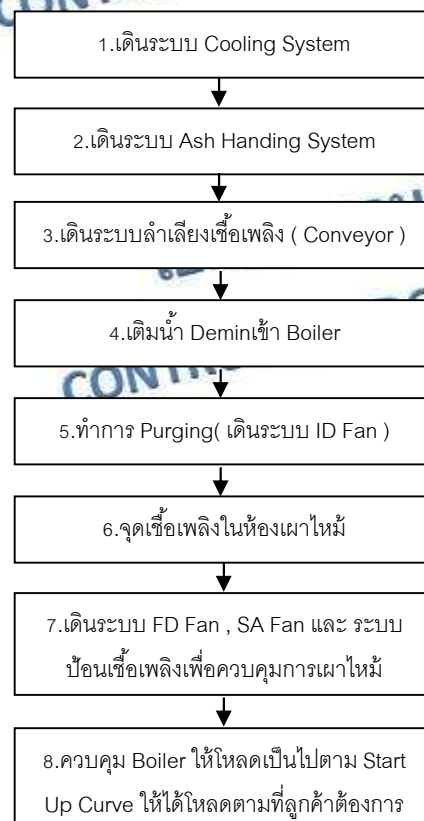 1.เดินระบบ Cooling System
2.เดินระบบ Ash Handing System
3.เดินระบบลำเลียงเชื้อเพลิง ( Conveyor )
4.เติมน้ำ Deminเข้า Boiler
5.ทำการ Purging( เดินระบบ ID Fan )
6.จุดเชื้อเพลิงในห้องเผาไหม้
7.เดินระบบ FD Fan , SA Fan และ ระบบ
ป้อนเชื้อเพลิงเพื่อควบคุมการเผาไหม้
8.ควบคุม Boiler ให้โหลดเป็นไปตาม Start
Up Curve ให้ได้โหลดตามที่ลูกค้าต้องการ